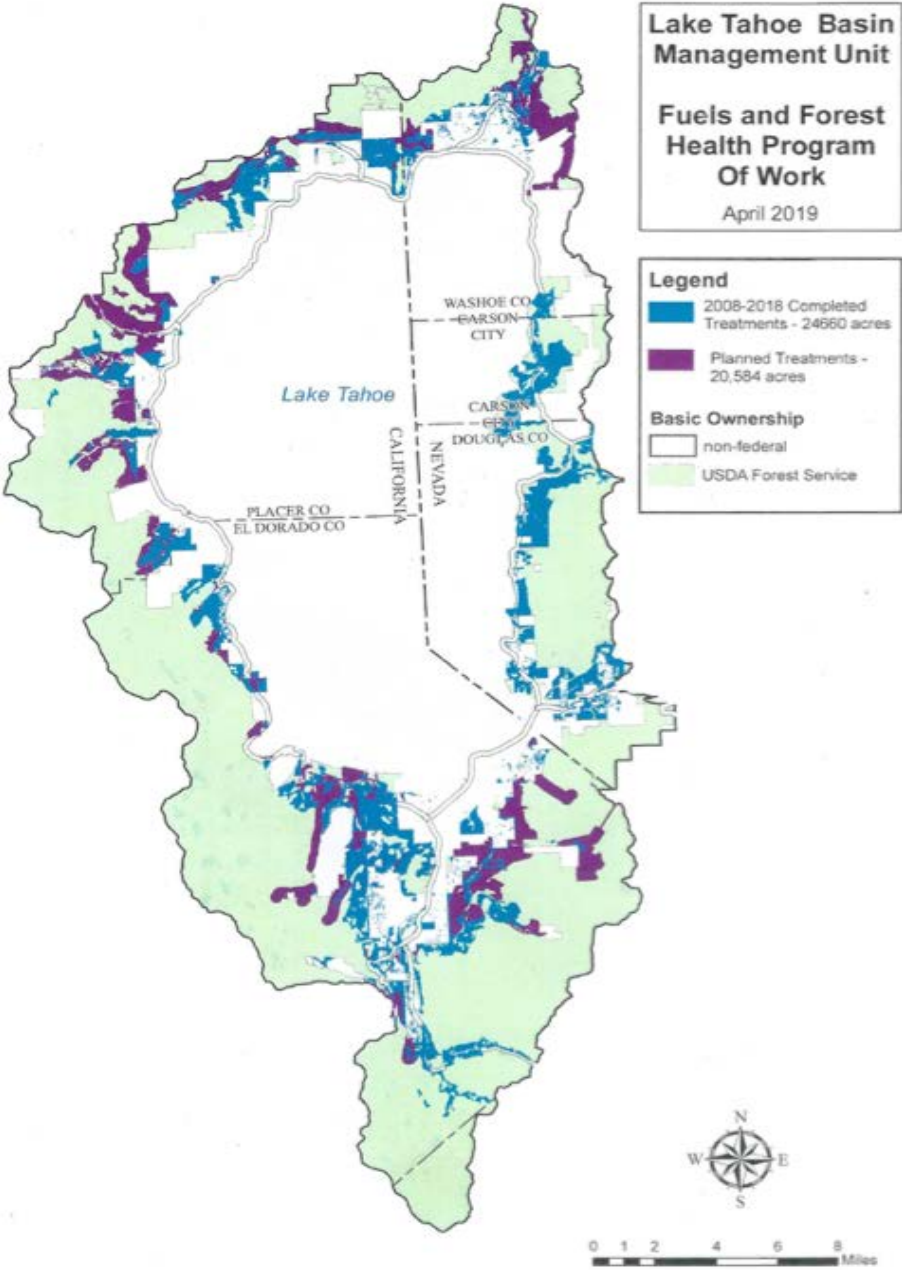 Lake Tahoe Basin
Management Unit
Fuels and Forest
Health Program
Of Work
April 2019
Legend
2008-2018 Completed
Treatments - 24660 acres
Planned Treatments -
20,584 acres
Basic Ownership
non-federal
USDA Forest Service
WASHOE CO
CARSON
CITY
Lake Tahoe
CARSON
CITY
DOUGLAS CO
CALIFORNIA
NEVADA
PLACER CO
EL DORADO CO
N
W
E
S
0 1 2 4 6 8
Miles